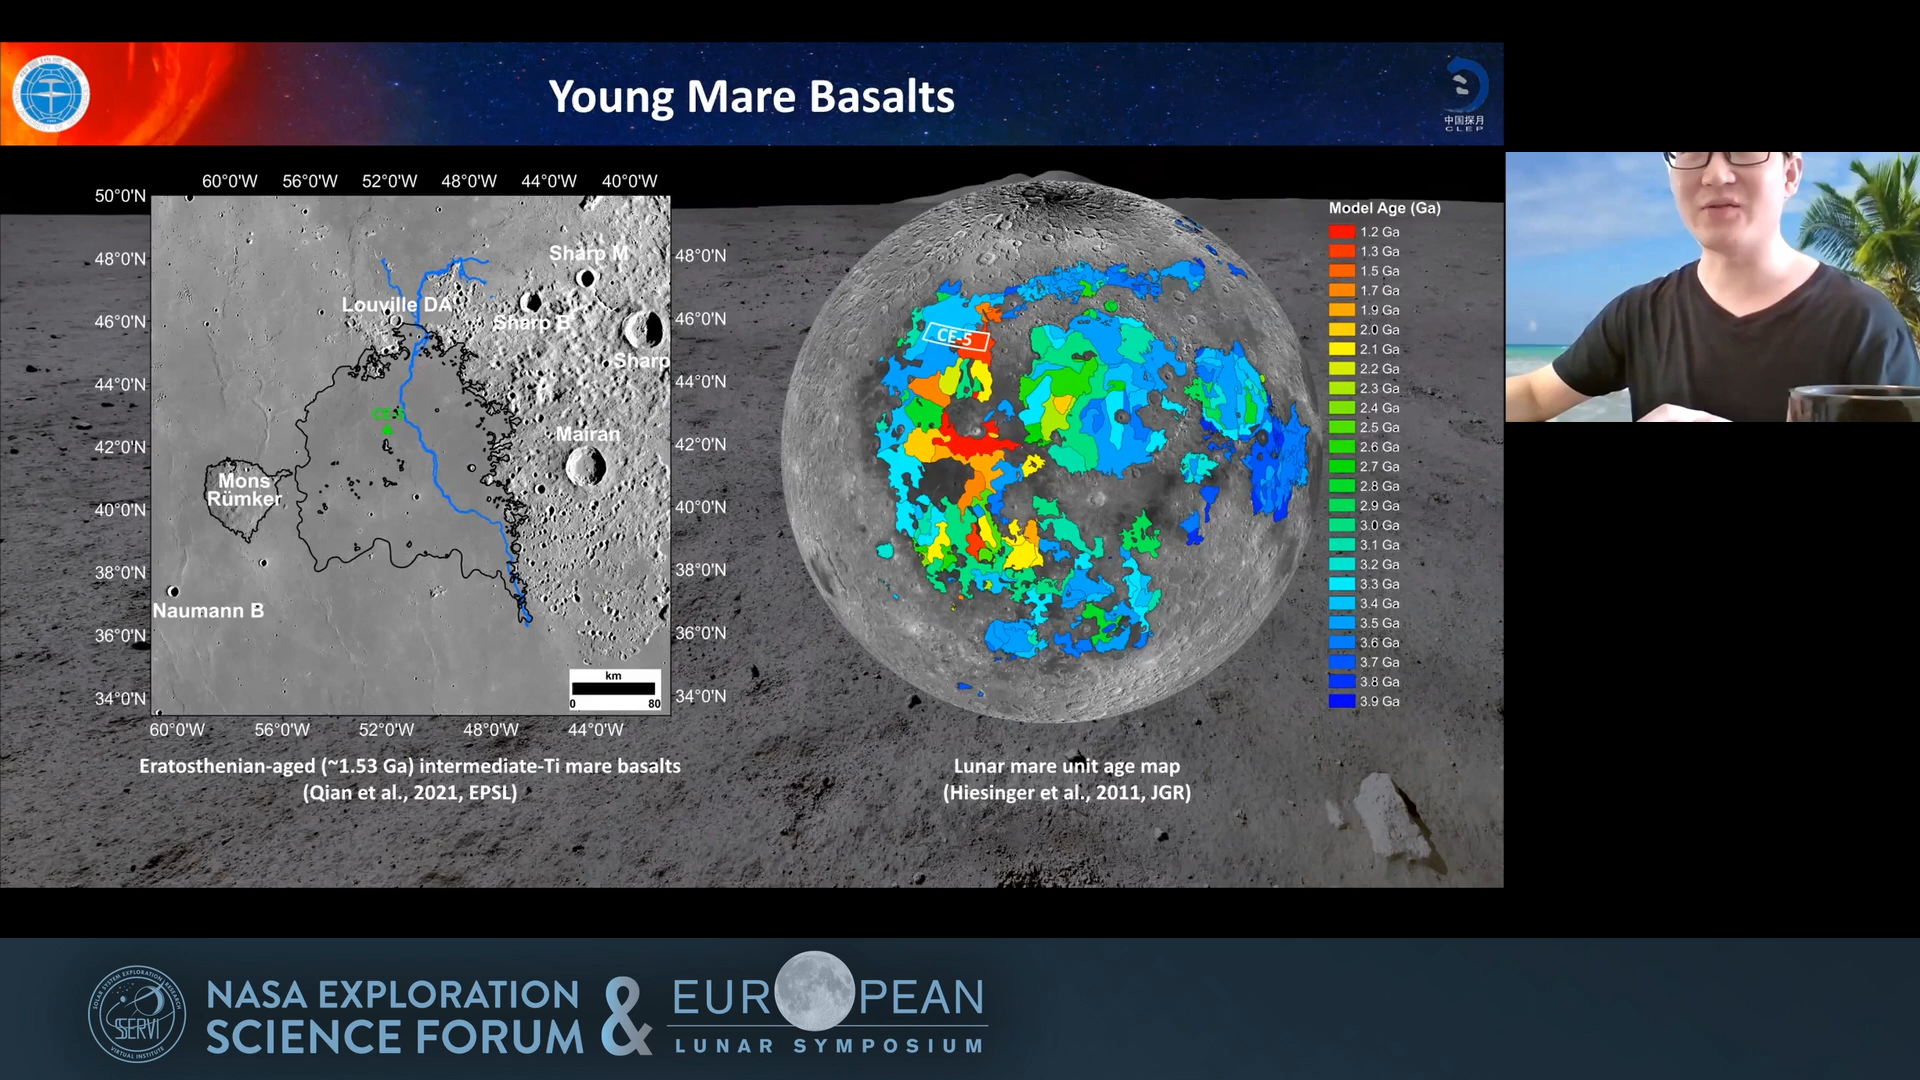 Young Mare Basalts
中国探月
CLEP
60°0'W 56°0'W 52°0'W 48°0'W 44°0'W 40°0'W
50°0'N
48°0'N
46°0'N
44°0'N
42°0'N
40°0'N
38°0'N
36°0'N
34°0'N
Sharp M
Louville DA
Sharp B
Sharp
CE-5
Mairan
Mons
Rümker
Naumann B
km
0 80
48°0'N
46°0'N
44°0'N
42°0'N
40°0'N
38°0'N
36°0'N
34°0'N
60°0'W 56°0'W 52°0'W 48°0'W 44°0'W
Eratosthenian-aged (~1.53 Ga) intermediate-Ti mare basalts
(Qian et al., 2021, EPSL)
CE-5
Lunar mare unit age map
(Hiesinger et al., 2011, JGR)
Model Age (Ga)
1.2 Ga
1.3 Ga
1.5 Ga
1.7 Ga
1.9 Ga
2.0 Ga
2.1 Ga
2.2 Ga
2.3 Ga
2.4 Ga
2.5 Ga
2.6 Ga
2.7 Ga
2.8 Ga
2.9 Ga
3.0 Ga
3.1 Ga
3.2 Ga
3.3 Ga
3.4 Ga
3.5 Ga
3.6 Ga
3.7 Ga
3.8 Ga
3.9 Ga
SOLAR SYSTEM EXPLORATION RESEARCH
SSERVI
VIRTUAL INSTITUTE
NASA EXPLORATION
SCIENCE FORUM
&
EUROPEAN
LUNAR SYMPOSIUM